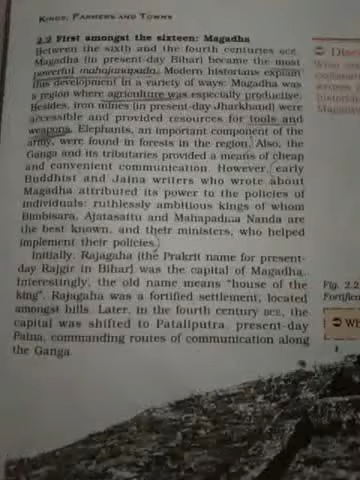 KINGS, FARMERS AND TOWNS
2.2 First amongst the sixteen: Magadha
Between the sixth and the fourth centuries BCE,
Magadha (in present-day Bihar) became the most
powerful mahajanapada. Modern historians explain
this development in a variety of ways: Magadha was
a region where agriculture was especially productive.
Besides, iron mines (in present-day Jharkhand) were
accessible and provided resources for tools and
weapons. Elephants, an important component of the
army, were found in forests in the region. Also, the
Ganga and its tributaries provided a means of cheap
and convenient communication. However, early
Buddhist and Jaina writers who wrote about
Magadha attributed its power to the policies of
individuals: ruthlessly ambitious kings of whom
Bimbisara, Ajatasattu and Mahapadma Nanda are
the best known, and their ministers, who helped
implement their policies.
Initially, Rajagaha (the Prakrit name for present-
day Rajgir in Bihar) was the capital of Magadha.
Interestingly, the old name means "house of the
king". Rajagaha was a fortified settlement, located
amongst hills. Later, in the fourth century BCE, the
capital was shifted to Pataliputra, present-day
Patna, commanding routes of communication along
the Ganga.
Fig. 2.2